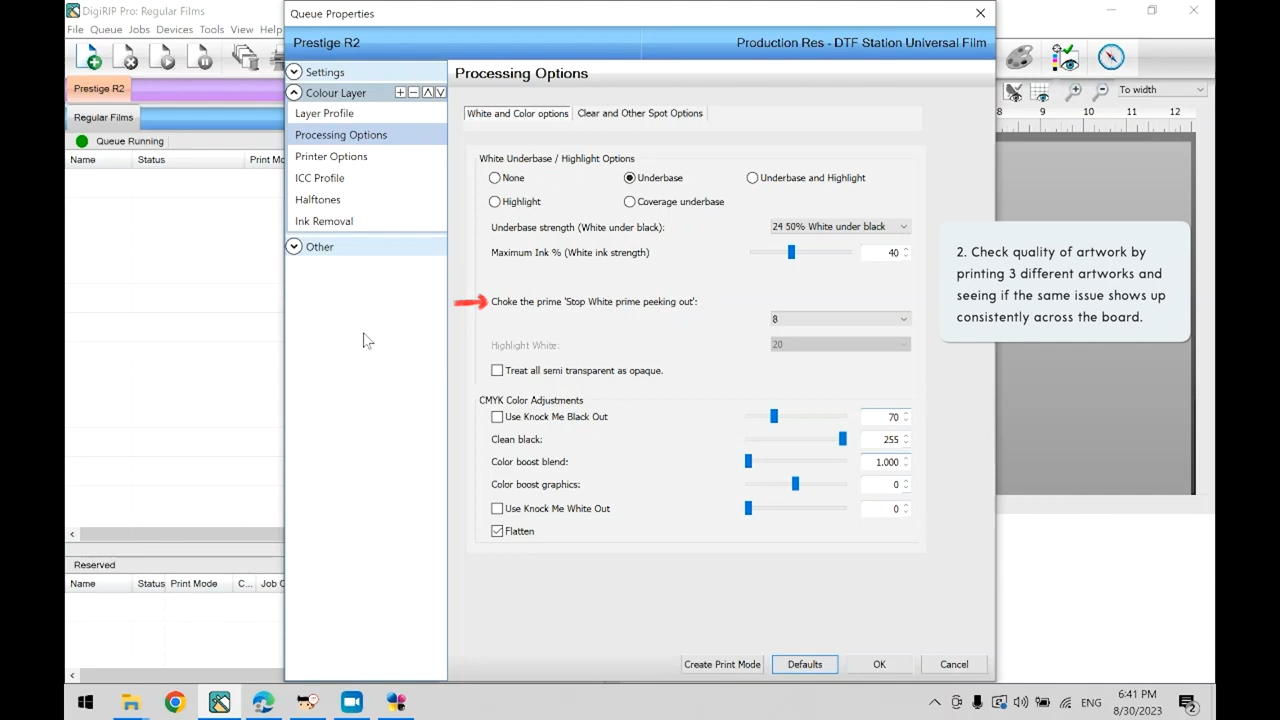 DigiRIP Pro: Regular Films
File Queue Jobs Devices Tools View Help
Prestige R2
Regular Films
Queue Running
Name Status Print Mo
Reserved
Name Status Print Mode C... Job C
Queue Properties
Prestige R2 Production Res - DTF Station Universal Film
Settings
Colour Layer
Layer Profile
Processing Options
Printer Options
ICC Profile
Halftones
Ink Removal
Other
Processing Options
White and Color options Clear and Other Spot Options
White Underbase / Highlight Options
None Underbase Underbase and Highlight
Highlight Coverage underbase
Underbase strength (White under black): 24 50% White under black
Maximum Ink % (White ink strength) 40
Choke the prime 'Stop White prime peeking out':
8
Highlight White: 20
Treat all semi transparent as opaque.
CMYK Color Adjustments
Use Knock Me Black Out 70
Clean black: 255
Color boost blend: 1.000
Color boost graphics: 0
Use Knock Me White Out 0
Flatten
Create Print Mode Defaults OK Cancel
To width
8 9 10 11 12
2. Check quality of artwork by
printing 3 different artworks and
seeing if the same issue shows up
consistently across the board.
ENG
6:41 PM
8/30/2023
2